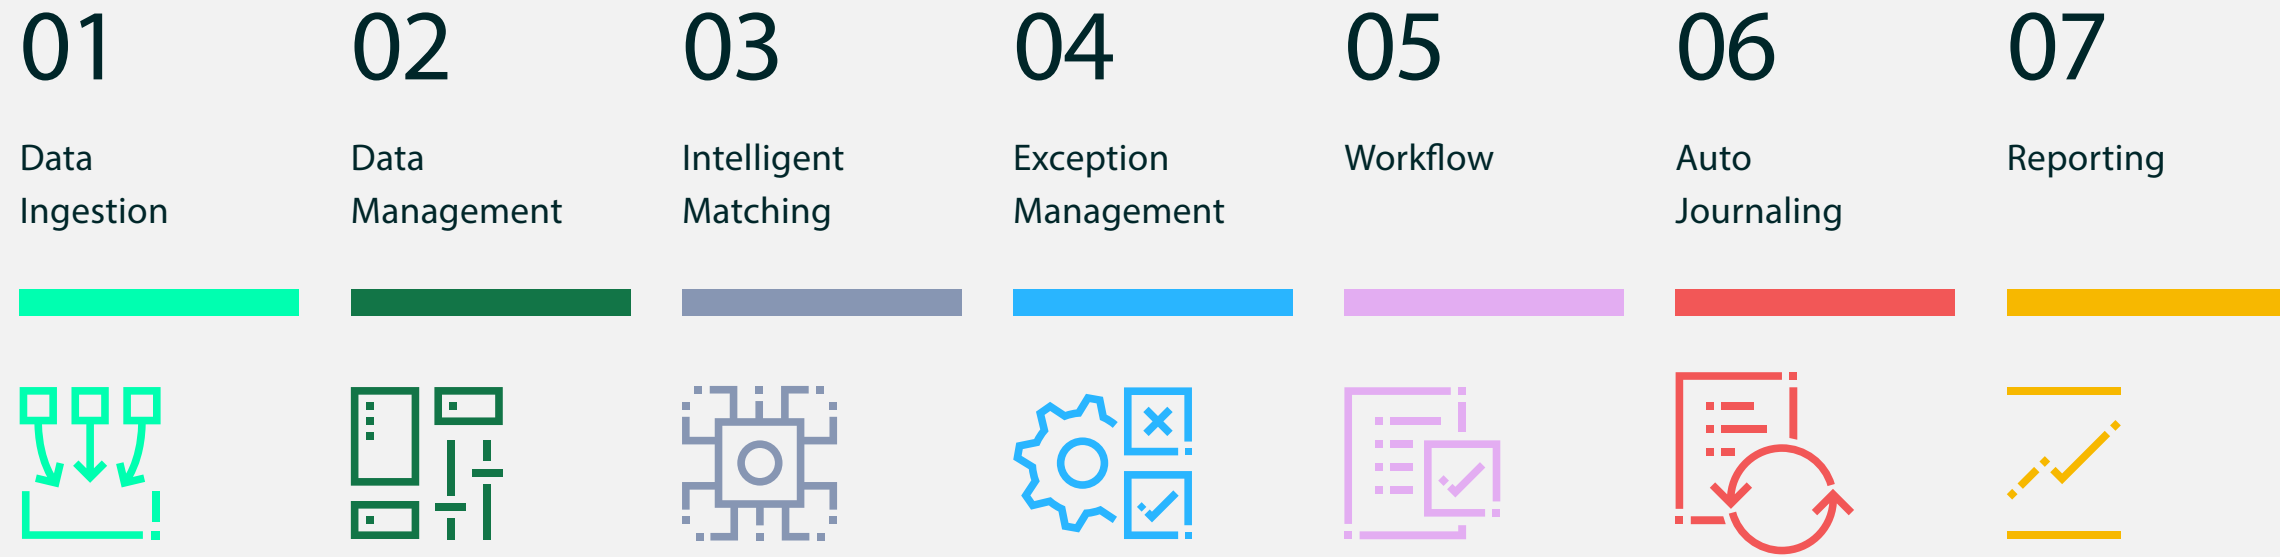 01
Data
Ingestion
02
Data
Management
03
Intelligent
Matching
04
Exception
Management
05
Workflow
06
Auto
Journaling
07
Reporting